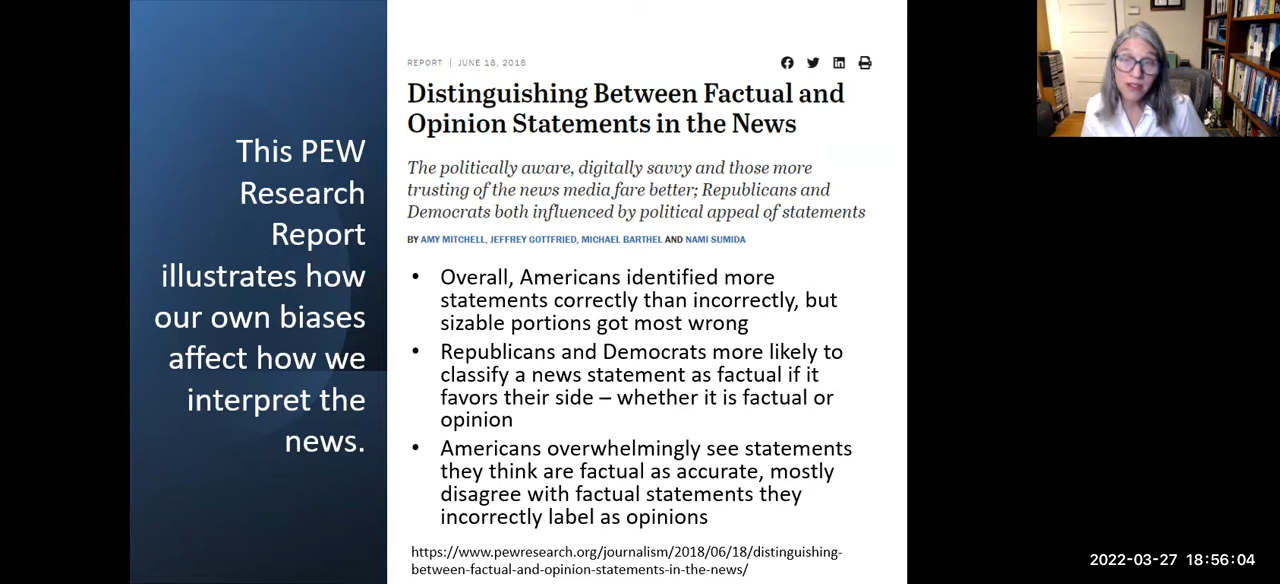 This PEW
Research
Report
illustrates how
our own biases
affect how we
interpret the
news.
REPORT | JUNE 18, 2018
Distinguishing Between Factual and
Opinion Statements in the News
The politically aware, digitally savvy and those more
trusting of the news media fare better; Republicans and
Democrats both influenced by political appeal of statements
BY AMY MITCHELL, JEFFREY GOTTFRIED, MICHAEL BARTHEL AND NAMI SUMIDA
• Overall, Americans identified more
statements correctly than incorrectly, but
sizable portions got most wrong
• Republicans and Democrats more likely to
classify a news statement as factual if it
favors their side – whether it is factual or
opinion
• Americans overwhelmingly see statements
they think are factual as accurate, mostly
disagree with factual statements they
incorrectly label as opinions
https://www.pewresearch.org/journalism/2018/06/18/distinguishing-
between-factual-and-opinion-statements-in-the-news/
2022-03-27 18:56:04